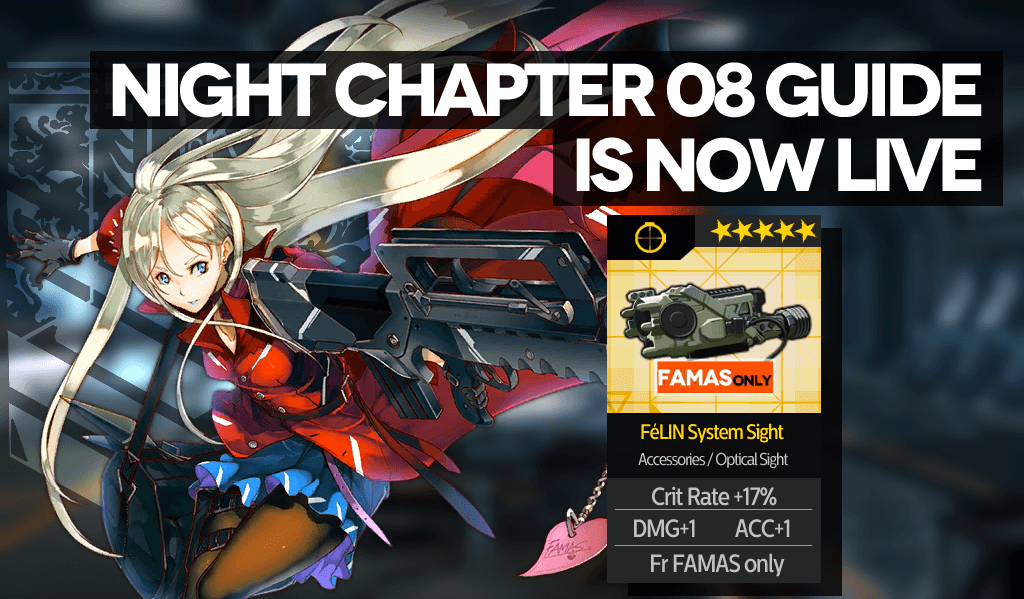 NIGHT CHAPTER 08 GUIDE
IS NOW LIVE
FAMAS ONLY
FéLIN System Sight
Accessories / Optical Sight
Crit Rate +17%
DMG+1 ACC+1
Fr FAMAS only
FAMAS